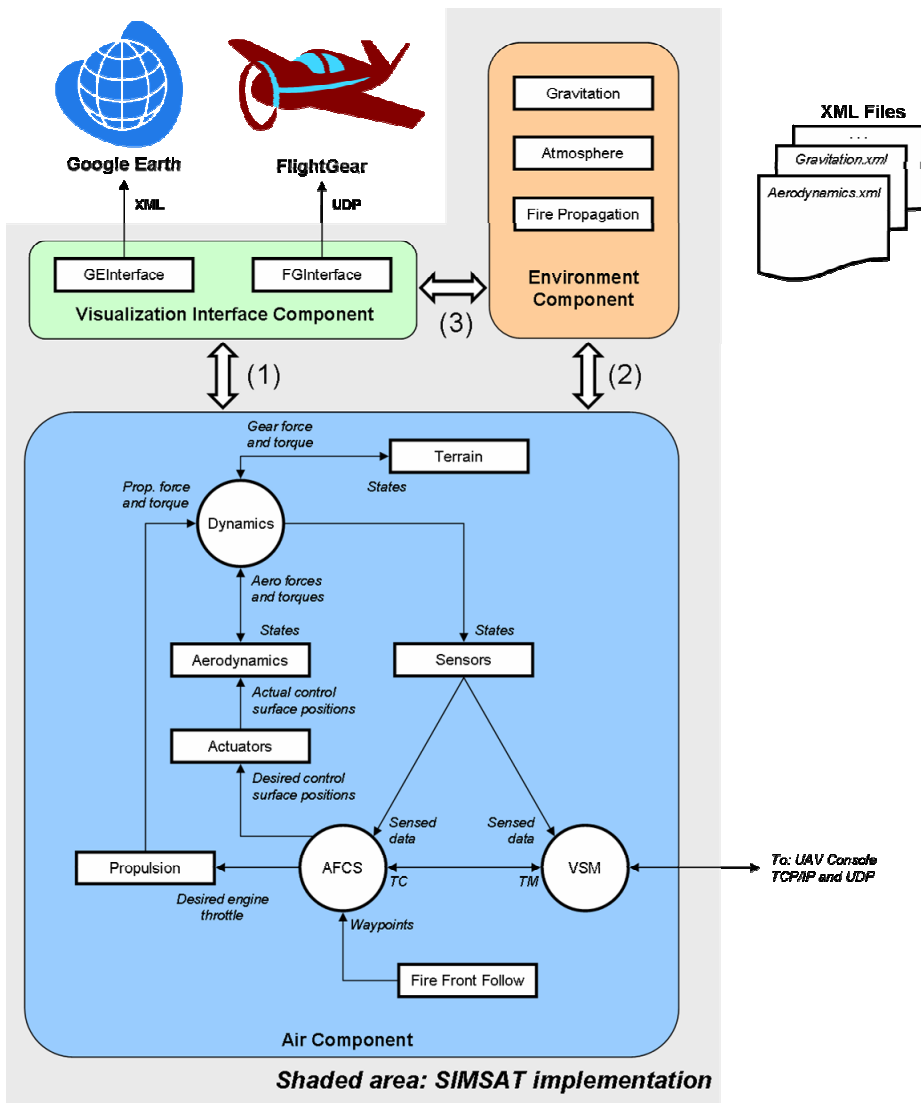 Google Earth
FlightGear
XML
UDP
Gravitation
Atmosphere
Fire Propagation
Environment
Component
XML Files
. . .
Gravitation.xml
Aerodynamics.xml
GEInterface
FGInterface
Visualization Interface Component
(3)
(1)
(2)
Gear force
and torque
Terrain
States
Prop. force
and torque
Dynamics
Aero forces
and torques
States
States
Aerodynamics
Sensors
Actual control
surface positions
Actuators
Desired control
surface positions
Sensed
data
Sensed
data
Propulsion
AFCS
TC
TM
VSM
To: UAV Console
TCP/IP and UDP
Desired engine
throttle
Waypoints
Fire Front Follow
Air Component
Shaded area: SIMSAT implementation